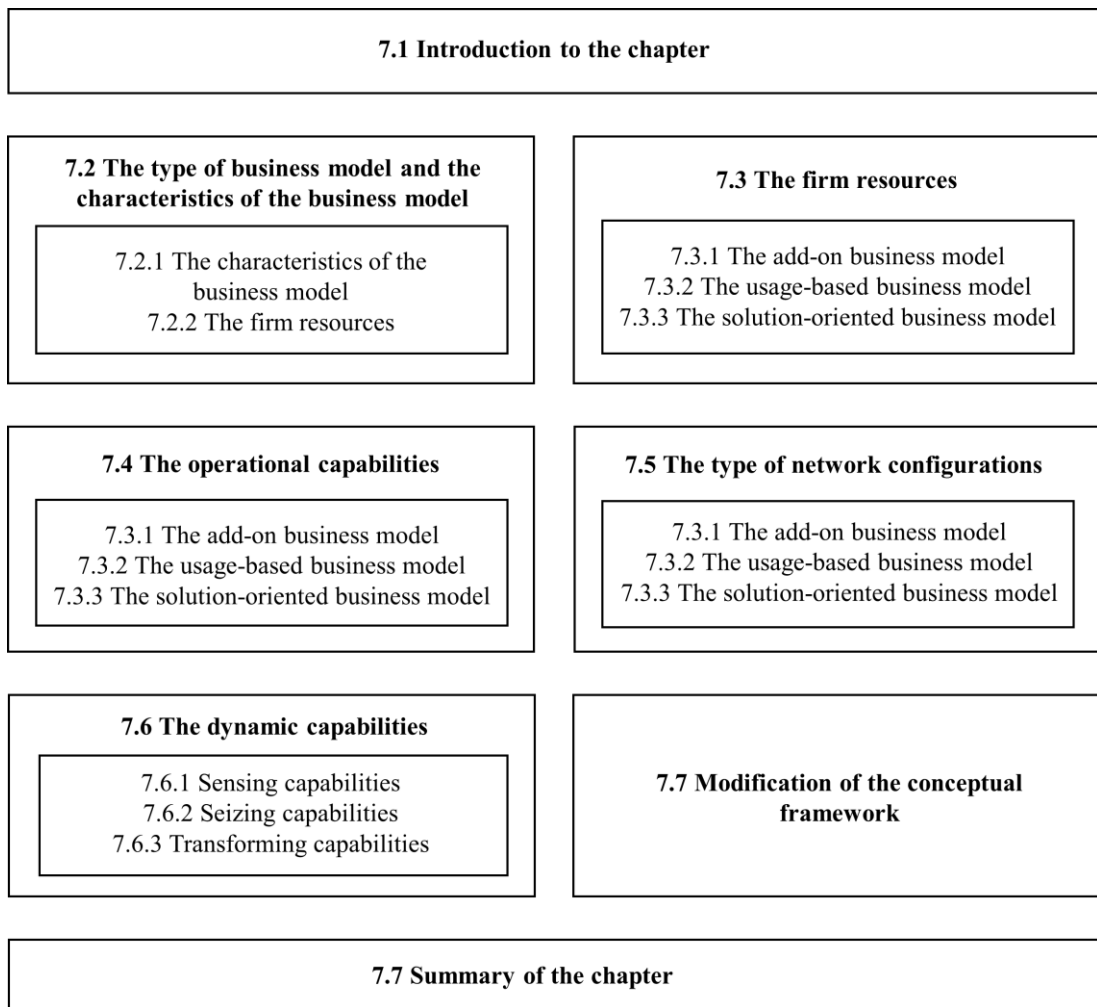 7.1 Introduction to the chapter
7.2 The type of business model and the
characteristics of the business model
7.2.1 The characteristics of the
business model
7.2.2 The firm resources
7.3 The firm resources
7.3.1 The add-on business model
7.3.2 The usage-based business model
7.3.3 The solution-oriented business model
7.4 The operational capabilities
7.3.1 The add-on business model
7.3.2 The usage-based business model
7.3.3 The solution-oriented business model
7.5 The type of network configurations
7.3.1 The add-on business model
7.3.2 The usage-based business model
7.3.3 The solution-oriented business model
7.6 The dynamic capabilities
7.6.1 Sensing capabilities
7.6.2 Seizing capabilities
7.6.3 Transforming capabilities
7.7 Modification of the conceptual
framework
7.7 Summary of the chapter